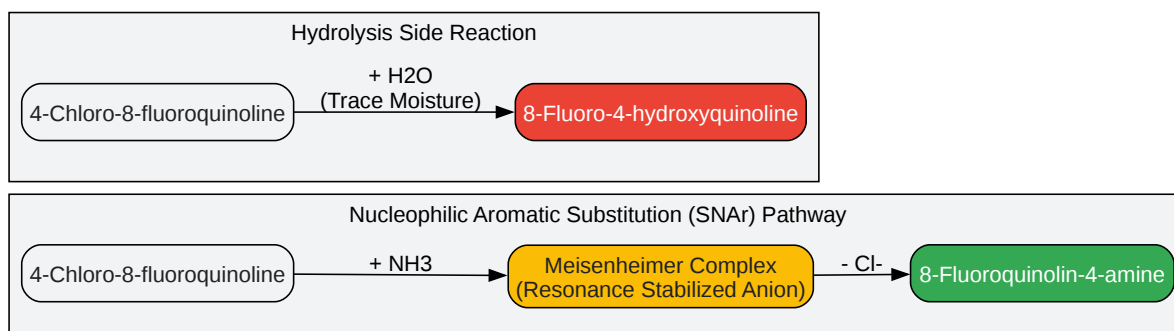 Hydrolysis Side Reaction
4-Chloro-8-fluoroquinoline
+ H2O
(Trace Moisture)
8-Fluoro-4-hydroxyquinoline
Nucleophilic Aromatic Substitution (SNAr) Pathway
4-Chloro-8-fluoroquinoline
+ NH3
Meisenheimer Complex
(Resonance Stabilized Anion)
- Cl-
8-Fluoroquinolin-4-amine